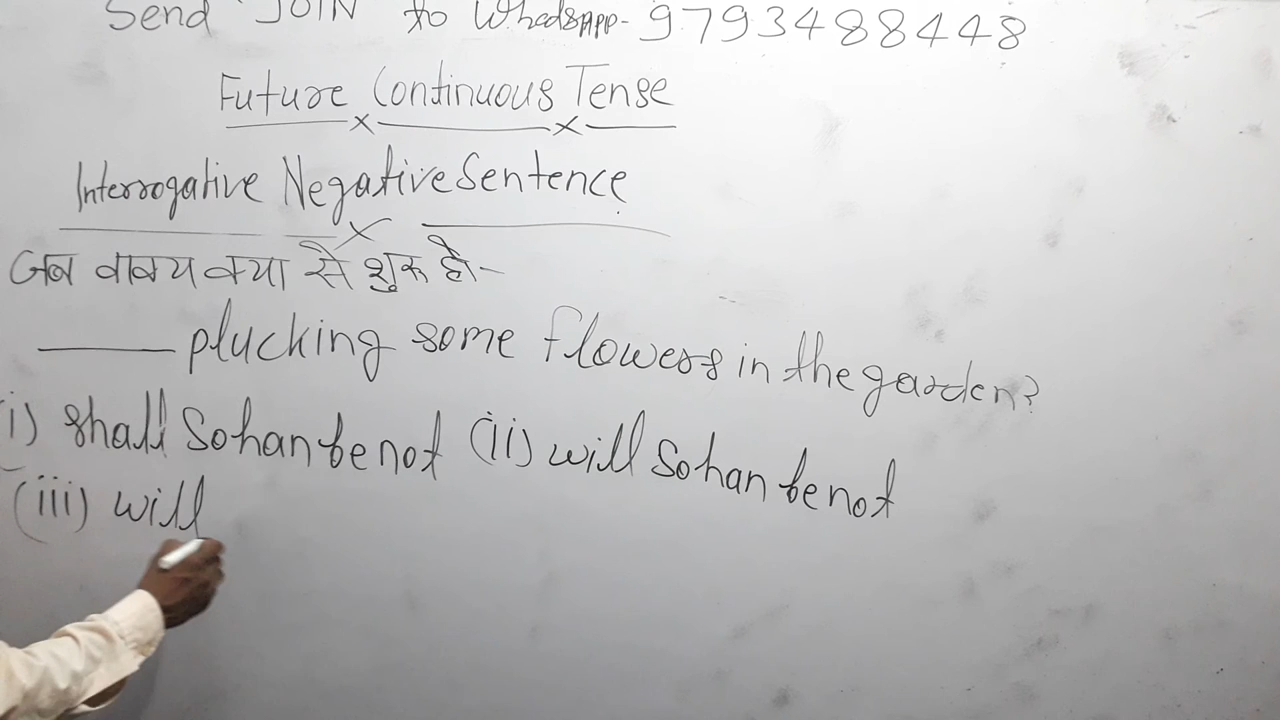 Send "JOIN" to WhatsApp-9793488448
Future Continuous Tense
Interrogative Negative Sentence
जब वाक्य क्या से शुरू हो-
plucking some flowers in the garden?
(i) shall Sohan be not (ii) will Sohan be not
(iii) will